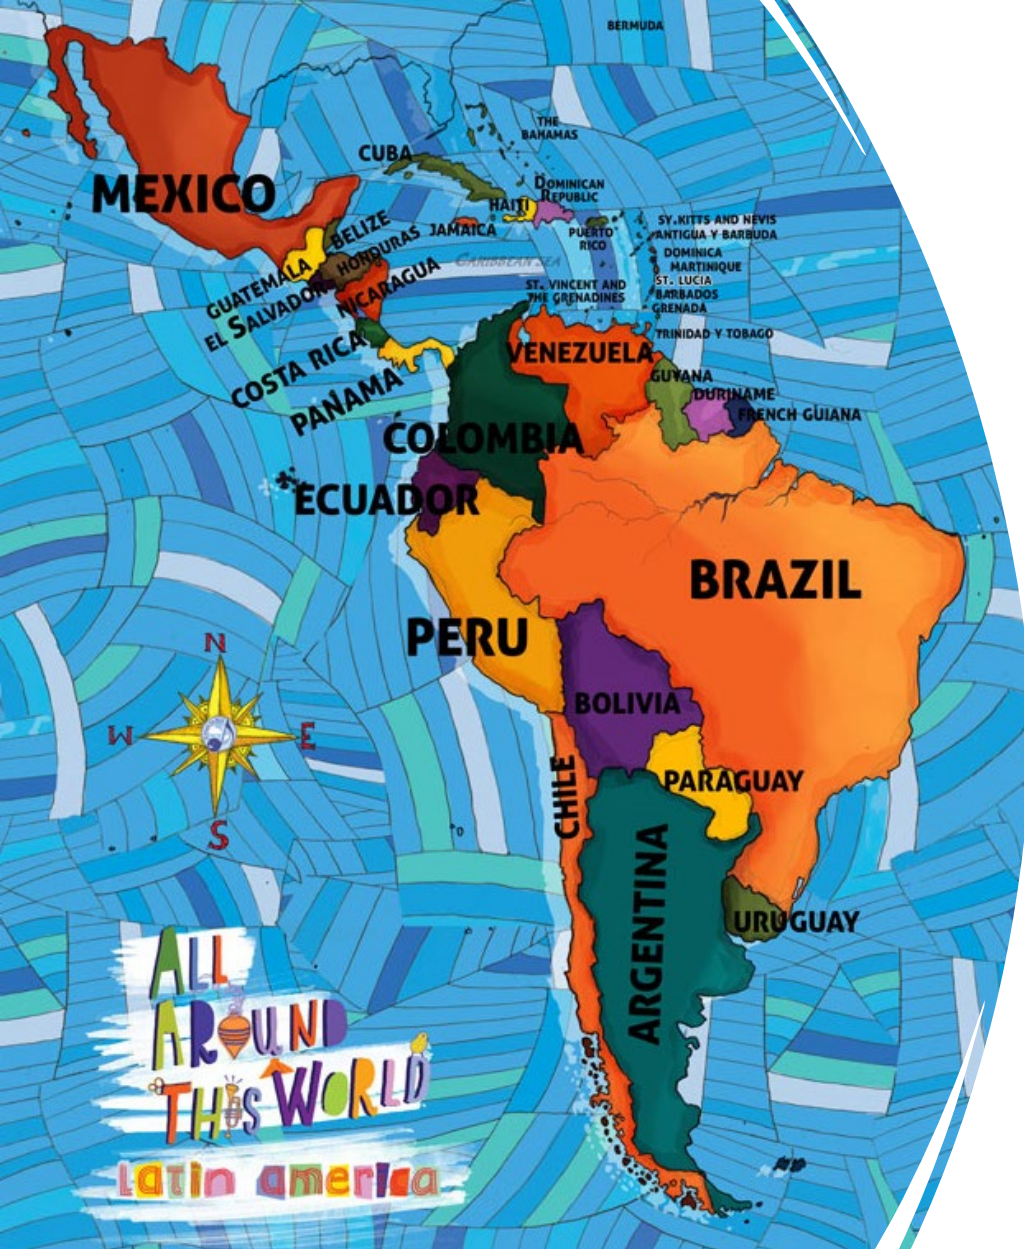 BERMUDA
THE
BAHAMAS
CUBA
MEXICO
DOMINICAN
REPUBLIC
HAITI
JAMAICA
PUERTO
RICO
BELIZE
HONDURAS
CARIBBEAN SEA
SY.KITTS AND NEVIS
ANTIGUA Y BARBUDA
DOMINICA
MARTINIQUE
ST. LUCIA
BARBADOS
GRENADA
ST. VINCENT AND
THE GRENADINES
GUATEMALA
EL SALVADOR
NICARAGUA
TRINIDAD Y TOBAGO
COSTA RICA
PANAMA
VENEZUELA
GUYANA
DURINAME
FRENCH GUIANA
COLOMBIA
ECUADOR
BRAZIL
PERU
N
W
E
S
BOLIVIA
CHILE
PARAGUAY
ARGENTINA
URUGUAY
ALL
AROUND
THIS WORLD
Latin america